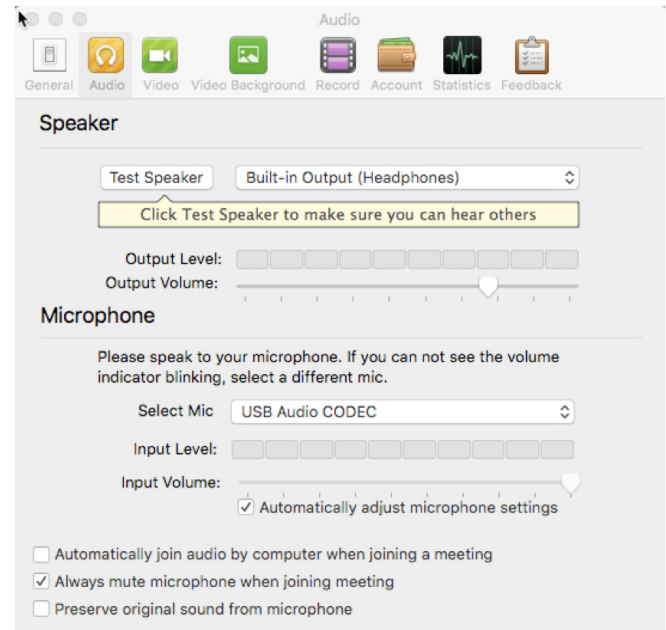 Audio
General Audio Video Video Background Record Account Statistics Feedback
Speaker
Test Speaker Built-in Output (Headphones)
Click Test Speaker to make sure you can hear others
Output Level:
Output Volume:
Microphone
Please speak to your microphone. If you can not see the volume
indicator blinking, select a different mic.
Select Mic USB Audio CODEC
Input Level:
Input Volume:
Automatically adjust microphone settings
Automatically join audio by computer when joining a meeting
Always mute microphone when joining meeting
Preserve original sound from microphone